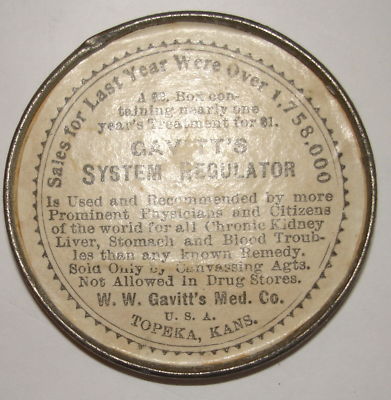 Sales for Last Year Were Over 1,758,000
A $2. Box con-
taining nearly one
year's Treatment for $1.
GAVITT'S
SYSTEM REGULATOR
Is Used and Recommended by more
Prominent Physicians and Citizens
of the world for all Chronic Kidney
Liver, Stomach and Blood Troub-
les than any known Remedy.
Sold Only by Canvassing Agts.
Not Allowed in Drug Stores.
W. W. Gavitt's Med. Co.
U. S. A.
TOPEKA, KANS.